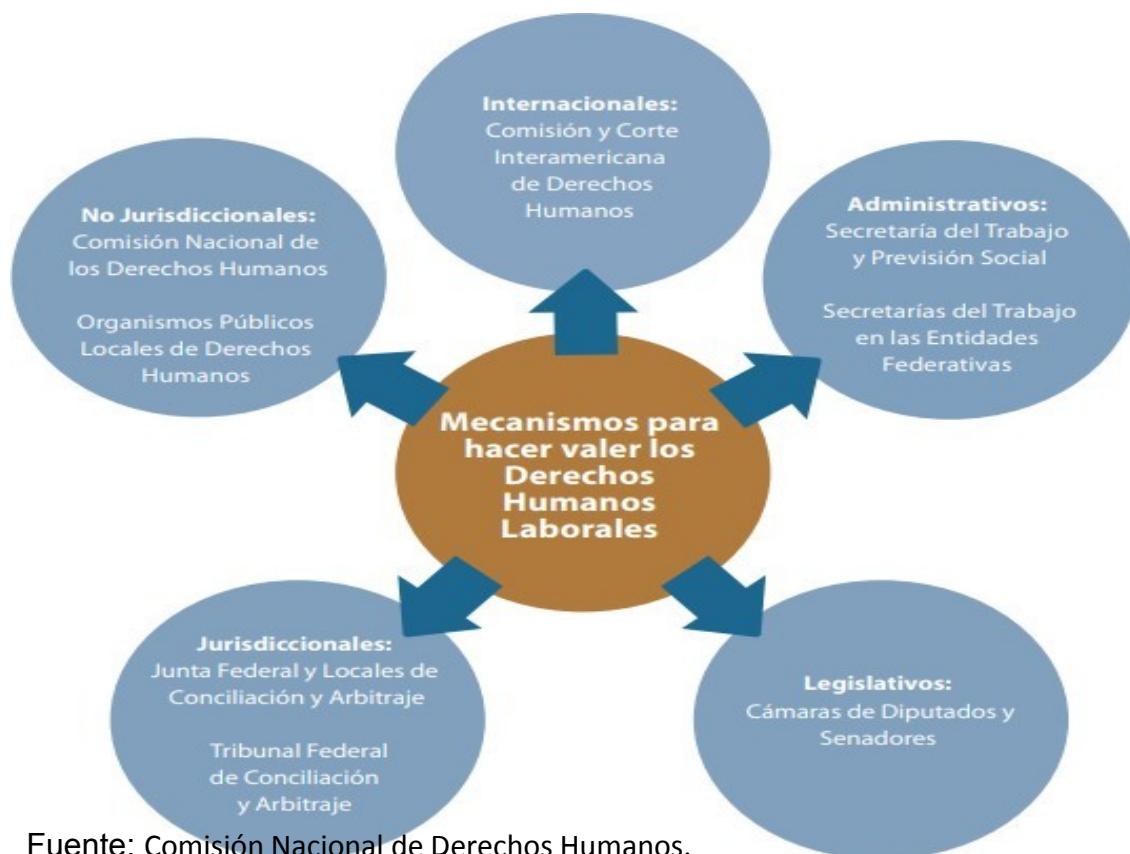 Internacionales:
Comisión y Corte
Interamericana
de Derechos
Humanos
No Jurisdiccionales:
Comisión Nacional de
los Derechos Humanos
Organismos Públicos
Locales de Derechos
Humanos
Administrativos:
Secretaría del Trabajo
y Previsión Social
Secretarías del Trabajo
en las Entidades
Federativas
Mecanismos para
hacer valer los
Derechos
Humanos
Laborales
Jurisdiccionales:
Junta Federal y Locales de
Conciliación y Arbitraje
Tribunal Federal
de Conciliación
y Arbitraje
Legislativos:
Cámaras de Diputados y
Senadores
Fuente: Comisión Nacional de Derechos Humanos.